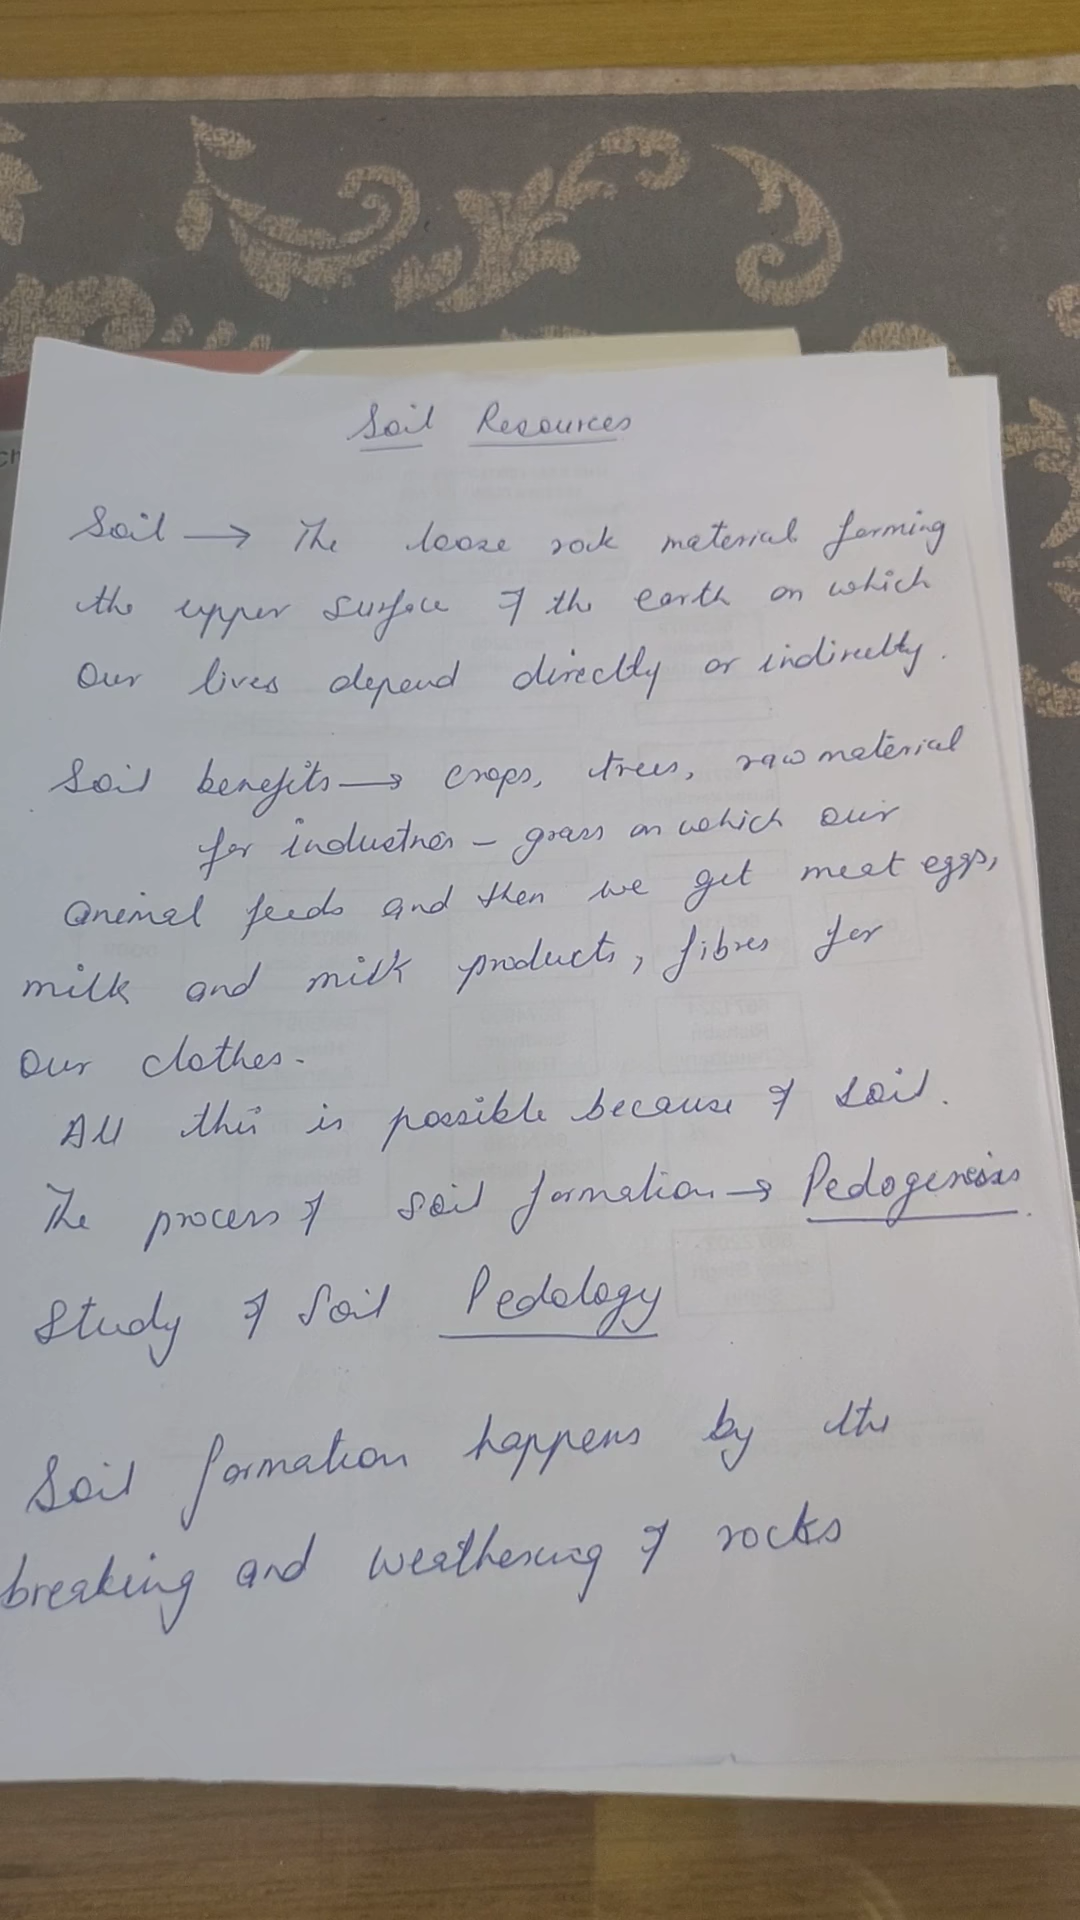 Soil Resources
Soil → The loose rock material forming
the upper surface of the earth on which
Our lives depend directly or indirectly.
Soil benefits → crops, trees, raw material
for industries – grass on which our
animal feeds and then we get meat eggs,
milk and milk products, fibres for
our clothes.
All this is possible because of soil.
The process of soil formation → Pedogenesis.
Study of Soil Pedology
Soil formation happens by the
breaking and weathering of rocks